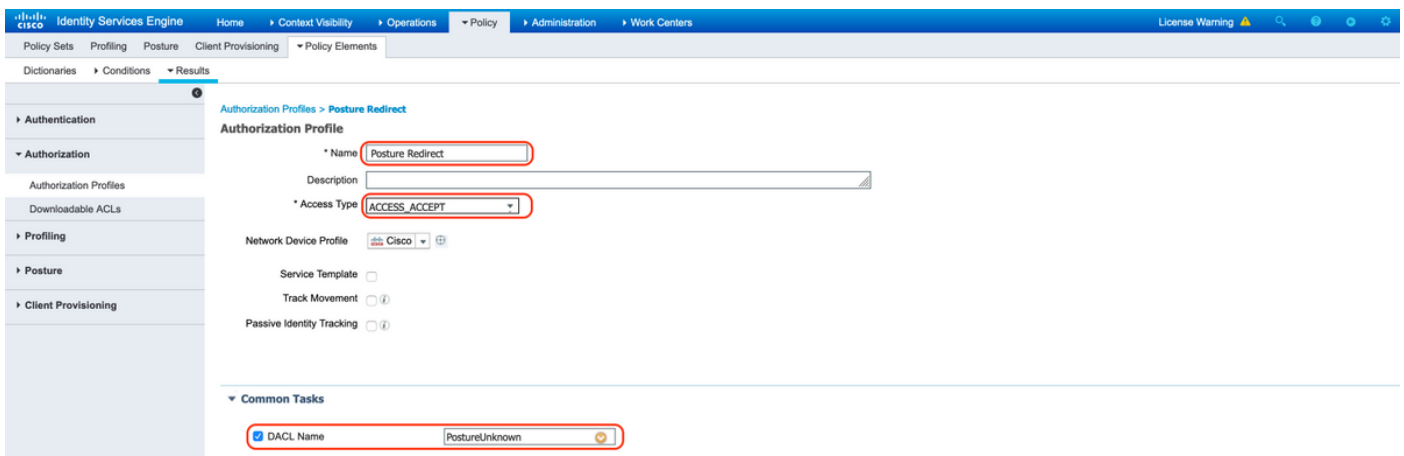 cisco Identity Services Engine Home Context Visibility Operations Policy Administration Work Centers License Warning
Policy Sets Profiling Posture Client Provisioning Policy Elements
Dictionaries Conditions Results
Authorization Profiles > Posture Redirect
Authentication
Authorization Profile
* Name Posture Redirect
Authorization
Description
Authorization Profiles
* Access Type ACCESS_ACCEPT
Downloadable ACLs
Profiling
Network Device Profile Cisco
Posture
Service Template
Track Movement
Client Provisioning
Passive Identity Tracking
Common Tasks
DACL Name PostureUnknown